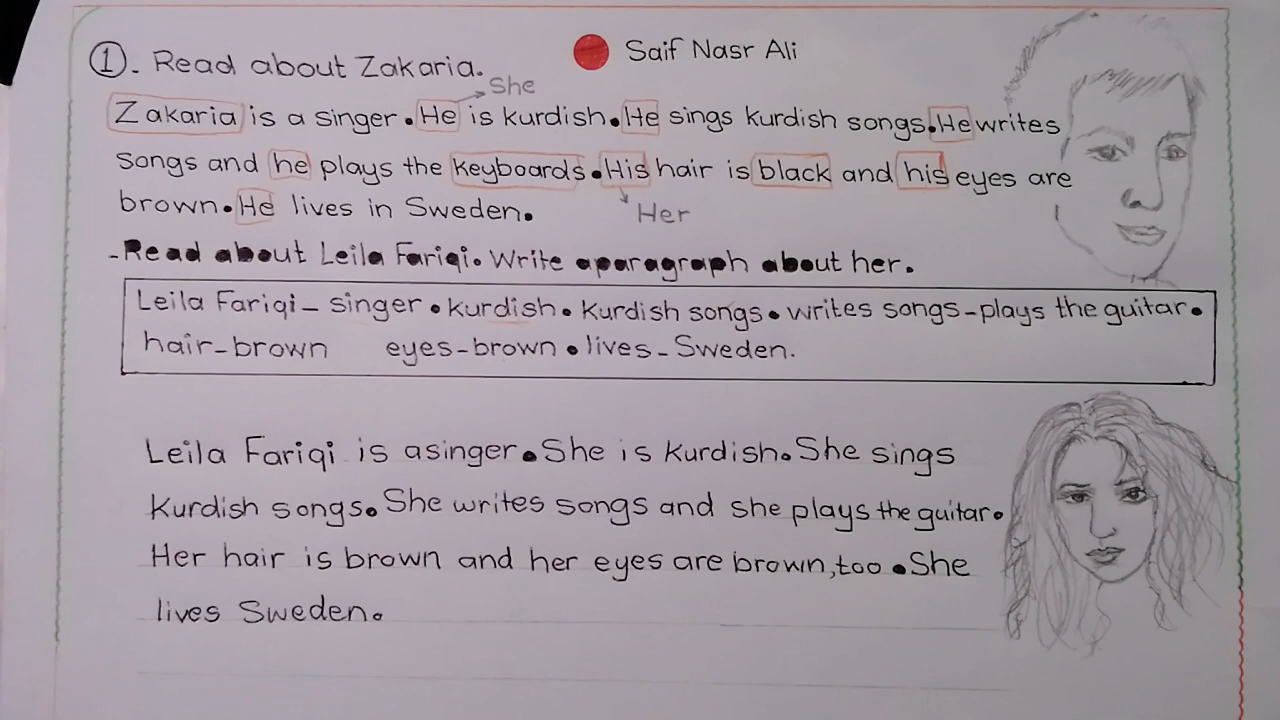 1. Read about Zakaria.
Saif Nasr Ali
She
Zakaria is a singer. He is kurdish. He sings kurdish songs. He writes
songs and he plays the keyboards. His hair is black and his eyes are
brown. He lives in Sweden.
Her
- Read about Leila Fariqi. Write aparagraph about her.
Leila Fariqi - singer. kurdish. kurdish songs. writes songs - plays the guitar.
hair - brown eyes - brown. lives - Sweden.
Leila Fariqi is asinger. She is kurdish. She sings
kurdish songs. She writes songs and she plays the guitar.
Her hair is brown and her eyes are brown, too. She
lives Sweden.